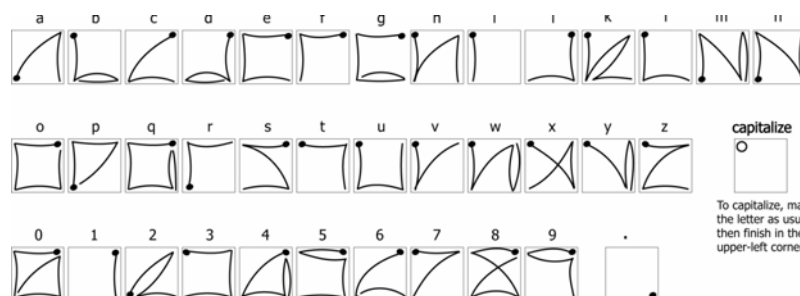 a b c d e f g h i j k l m n
o p q r s t u v w x y z capitalize
To capitalize, ma
the letter as usu
then finish in the
upper-left corne
0 1 2 3 4 5 6 7 8 9 .